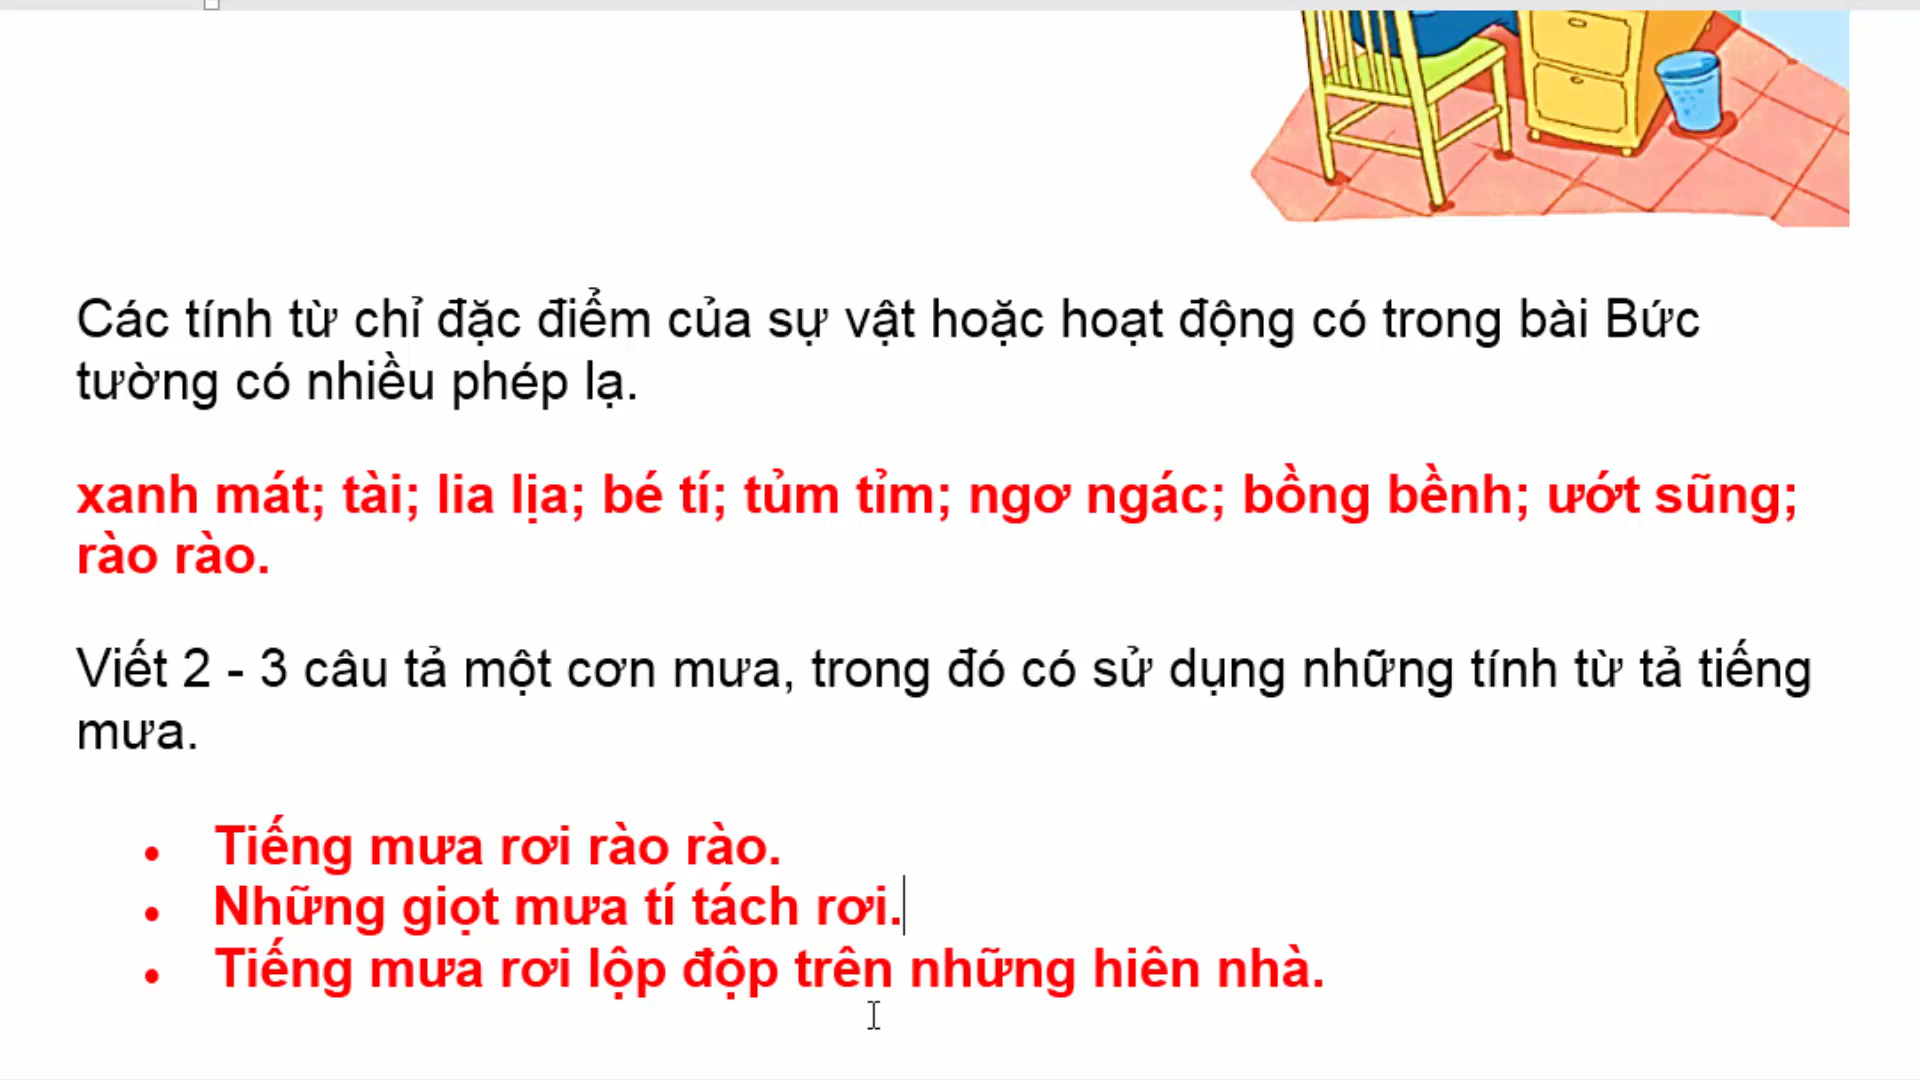 Các tính từ chỉ đặc điểm của sự vật hoặc hoạt động có trong bài Bức
tường có nhiều phép lạ.
xanh mát; tài; lia lịa; bé tí; tủm tỉm; ngơ ngác; bồng bềnh; ướt sũng;
rào rào.
Viết 2 - 3 câu tả một cơn mưa, trong đó có sử dụng những tính từ tả tiếng
mưa.
• Tiếng mưa rơi rào rào.
• Những giọt mưa tí tách rơi.
• Tiếng mưa rơi lộp độp trên những hiên nhà.